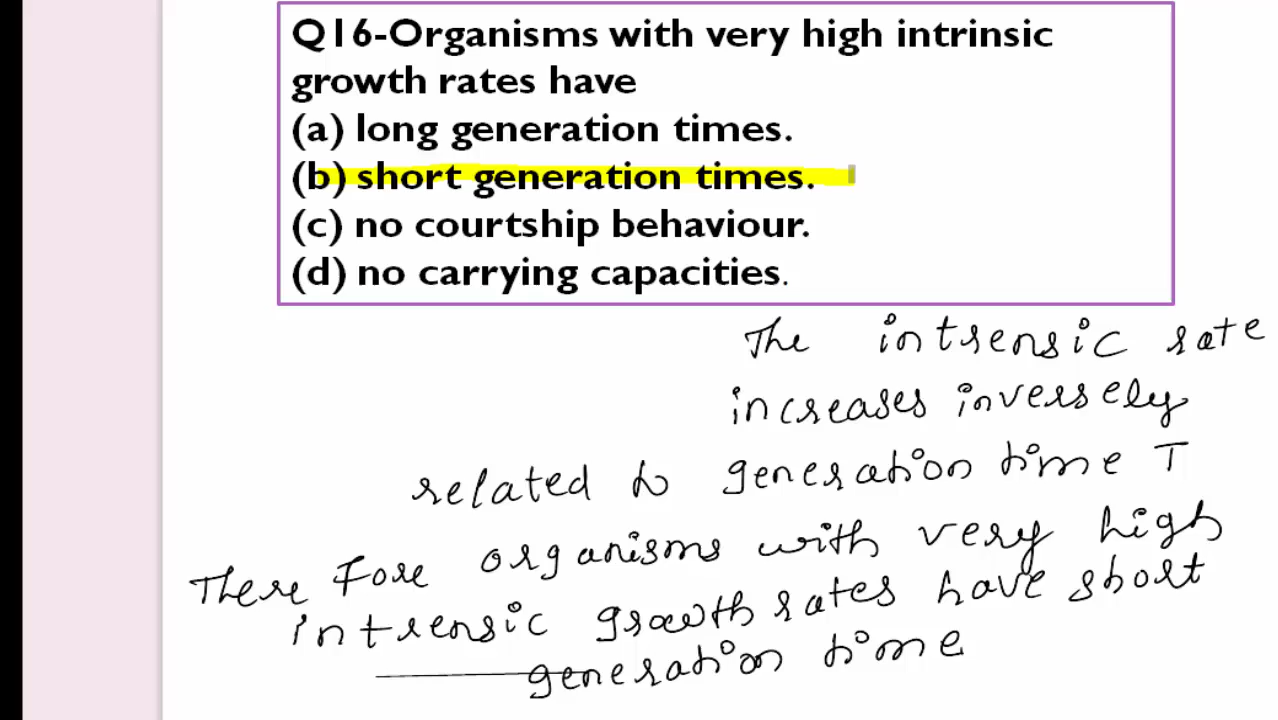 Q16-Organisms with very high intrinsic
growth rates have
(a) long generation times.
(b) short generation times.
(c) no courtship behaviour.
(d) no carrying capacities.
The intrensic rate
increases inversely
related to generation time T
There Fore organisms with very high
intrensic growth rates have short
generation time